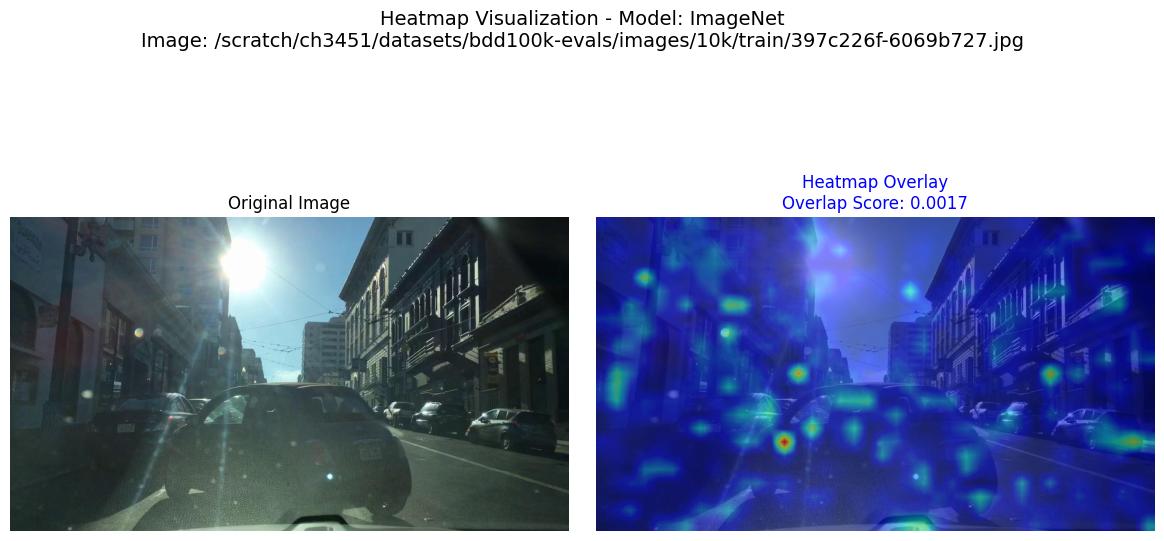 Heatmap Visualization - Model: ImageNet
Image: /scratch/ch3451/datasets/bdd100k-evals/images/10k/train/397c226f-6069b727.jpg
Original Image
Heatmap Overlay
Overlap Score: 0.0017